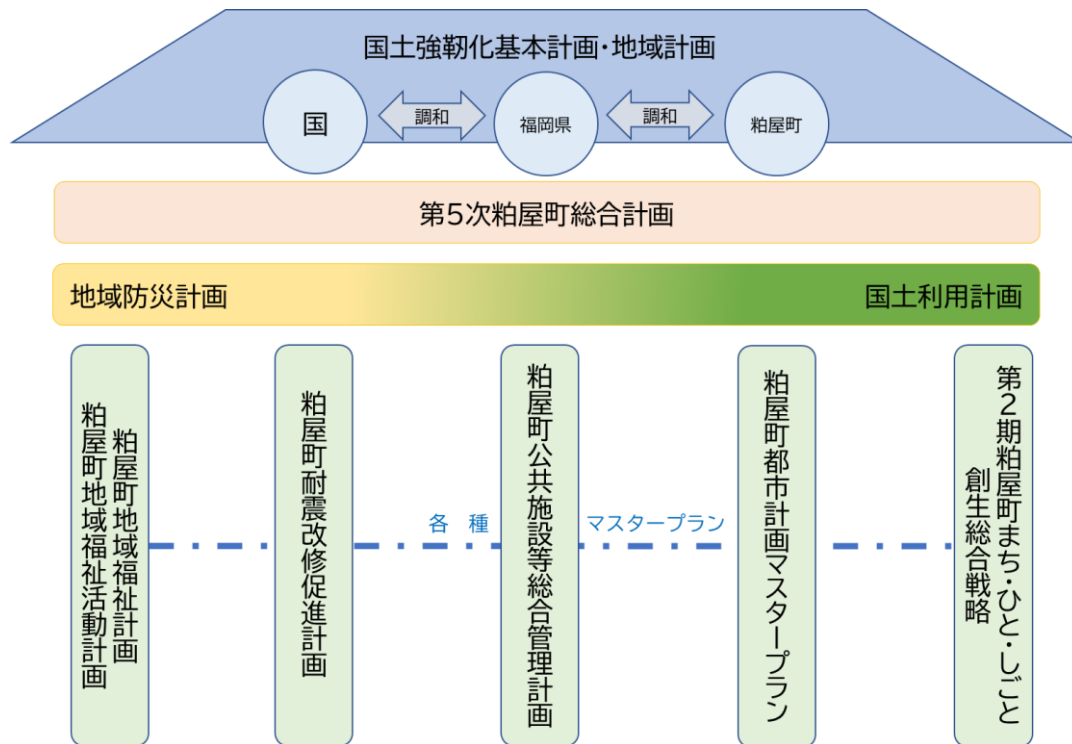 国土強靭化基本計画・地域計画
国
調和
福岡県
調和
粕屋町
第5次粕屋町総合計画
地域防災計画
国土利用計画
粕屋町地域福祉計画
粕屋町地域福祉活動計画
粕屋町耐震改修促進計画
各 種
粕屋町公共施設等総合管理計画
マスタープラン
粕屋町都市計画マスタープラン
第2期粕屋町まち・ひと・しごと
創生総合戦略